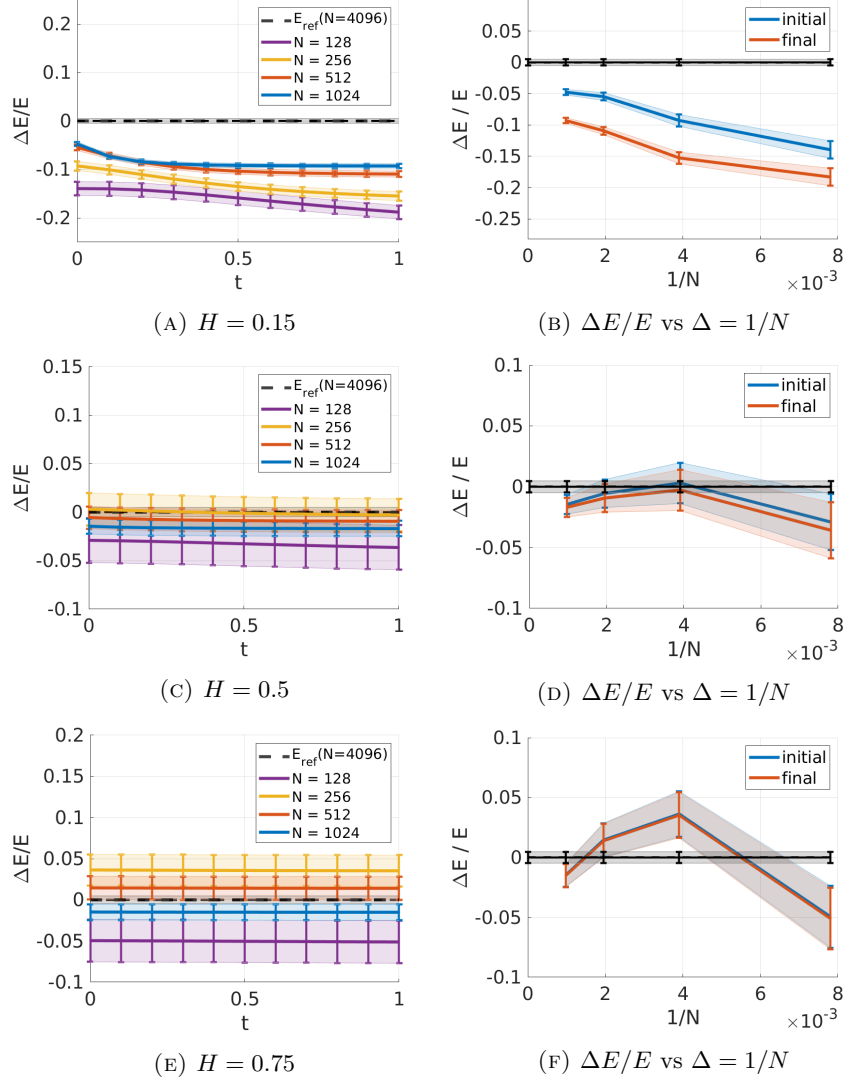 0.2
0.1
0
-0.1
-0.2
ΔE/E
E_ref(N=4096)
N = 128
N = 256
N = 512
N = 1024
0
0.5
1
t
(A) H = 0.15
0.05
0
-0.05
-0.1
-0.15
-0.2
-0.25
ΔE / E
initial
final
0
2
4
6
8
1/N
×10⁻³
(B) ΔE/E vs Δ = 1/N
0.15
0.1
0.05
0
-0.05
-0.1
ΔE/E
E_ref(N=4096)
N = 128
N = 256
N = 512
N = 1024
0
0.5
1
t
(C) H = 0.5
0.1
0.05
0
-0.05
-0.1
ΔE / E
initial
final
0
2
4
6
8
1/N
×10⁻³
(D) ΔE/E vs Δ = 1/N
0.2
0.15
0.1
0.05
0
-0.05
-0.1
ΔE/E
E_ref(N=4096)
N = 128
N = 256
N = 512
N = 1024
0
0.5
1
t
(E) H = 0.75
0.1
0.05
0
-0.05
-0.1
ΔE / E
initial
final
0
2
4
6
8
1/N
×10⁻³
(F) ΔE/E vs Δ = 1/N